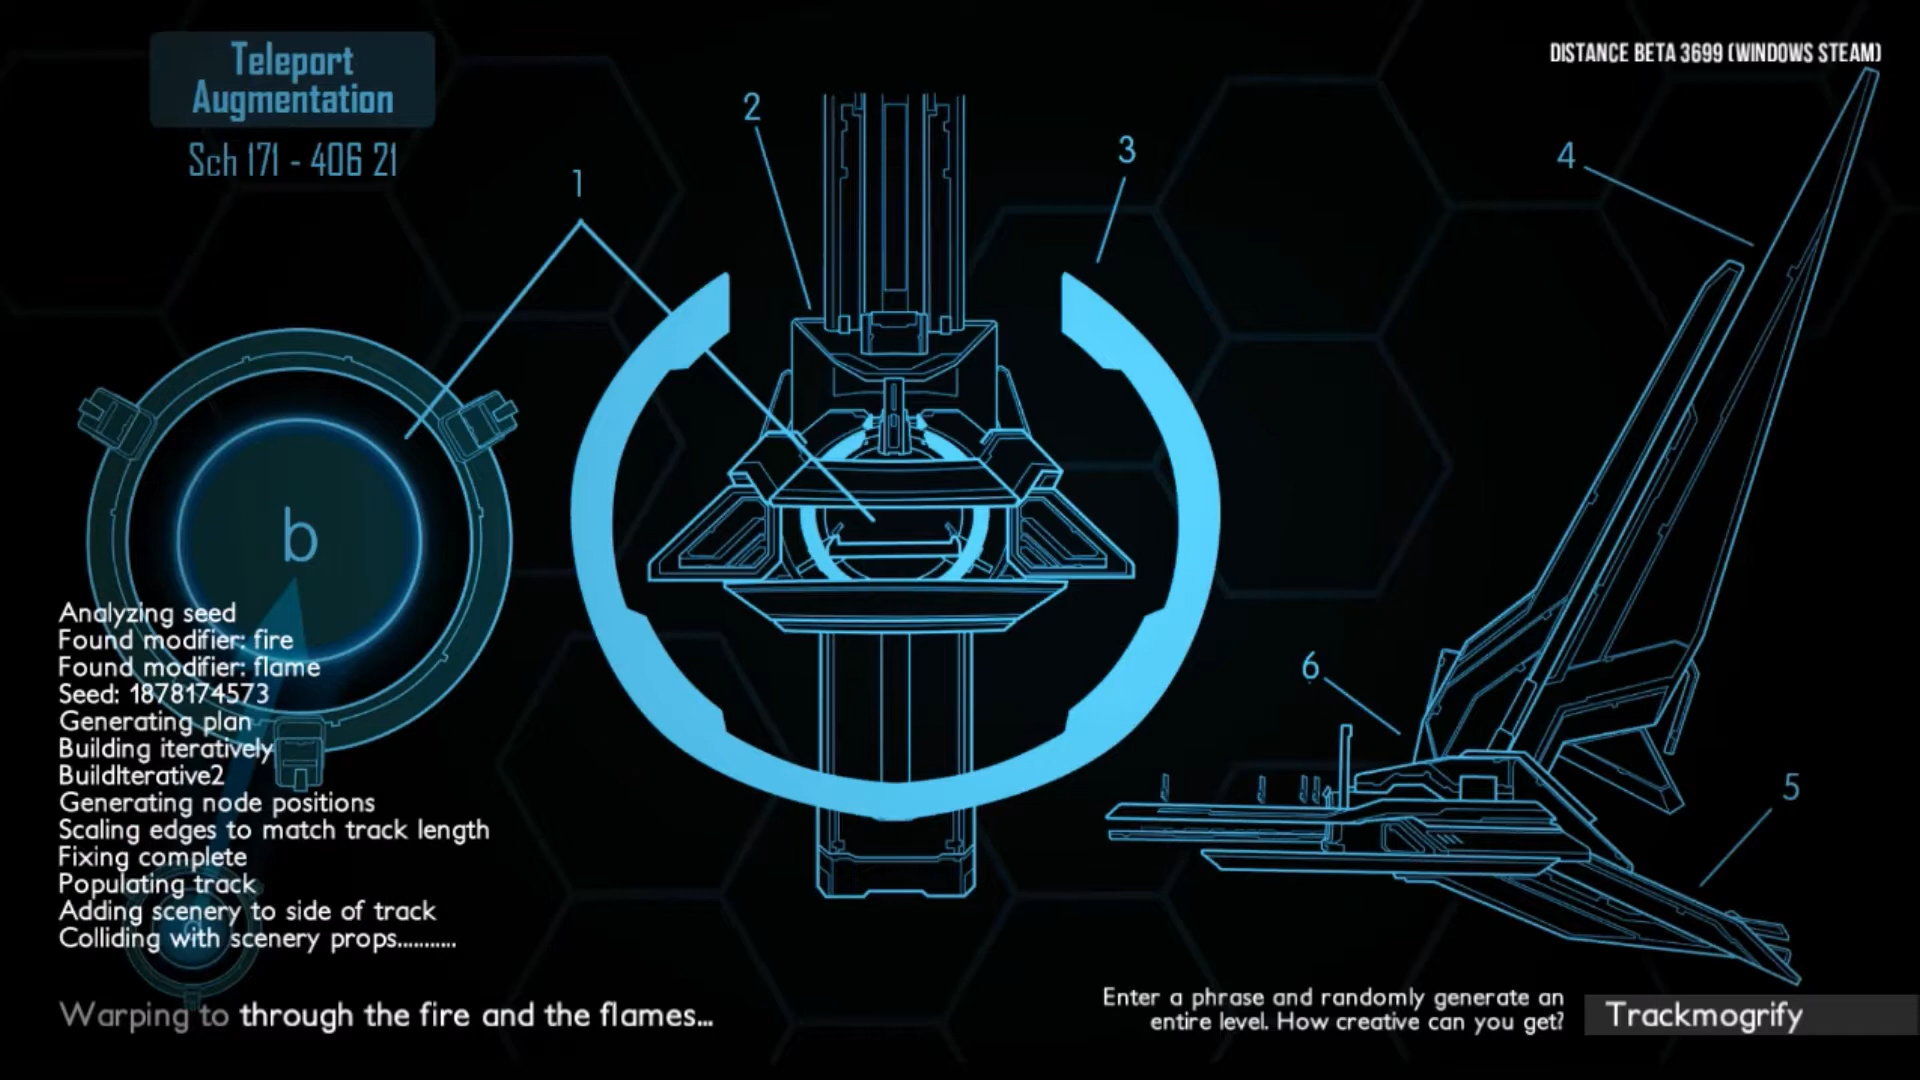 Teleport
Augmentation
Sch 171 - 406 21
DISTANCE BETA 3699 (WINDOWS STEAM)
1
2
3
4
b
6
5
Analyzing seed
Found modifier: fire
Found modifier: flame
Seed: 1878174573
Generating plan
Building iteratively
BuildIterative2
Generating node positions
Scaling edges to match track length
Fixing complete
Populating track
Adding scenery to side of track
Colliding with scenery props...........
Warping to through the fire and the flames...
Enter a phrase and randomly generate an
entire level. How creative can you get?
Trackmogrify